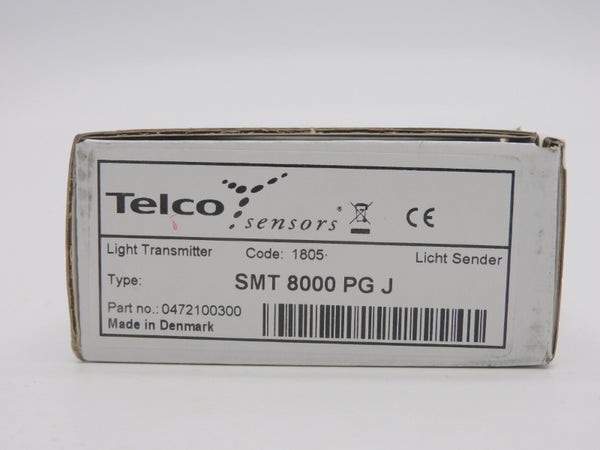 Telco
sensors ® CE
Light Transmitter Code: 1805· Licht Sender
Type: SMT 8000 PG J
Part no.: 0472100300
Made in Denmark